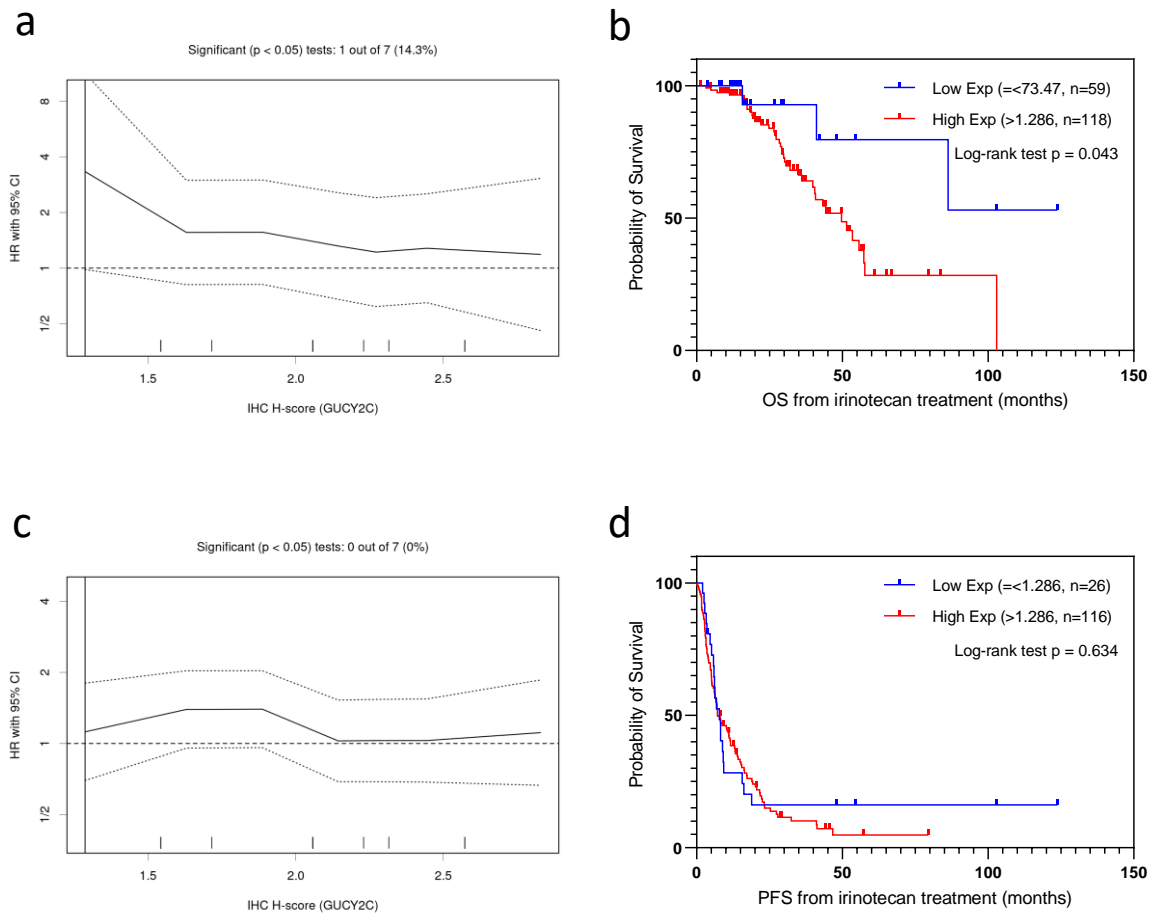 a
Significant (p < 0.05) tests: 1 out of 7 (14.3%)
HR with 95% CI
8
4
2
1
1/2
1.5 2.0 2.5
IHC H-score (GUCY2C)
b
Low Exp (=<73.47, n=59)
High Exp (>1.286, n=118)
Log-rank test p = 0.043
Probability of Survival
100
50
0
0 50 100 150
OS from irinotecan treatment (months)
c
Significant (p < 0.05) tests: 0 out of 7 (0%)
HR with 95% CI
4
2
1
1/2
1.5 2.0 2.5
IHC H-score (GUCY2C)
d
Low Exp (=<1.286, n=26)
High Exp (>1.286, n=116)
Log-rank test p = 0.634
Probability of Survival
100
50
0
0 50 100 150
PFS from irinotecan treatment (months)